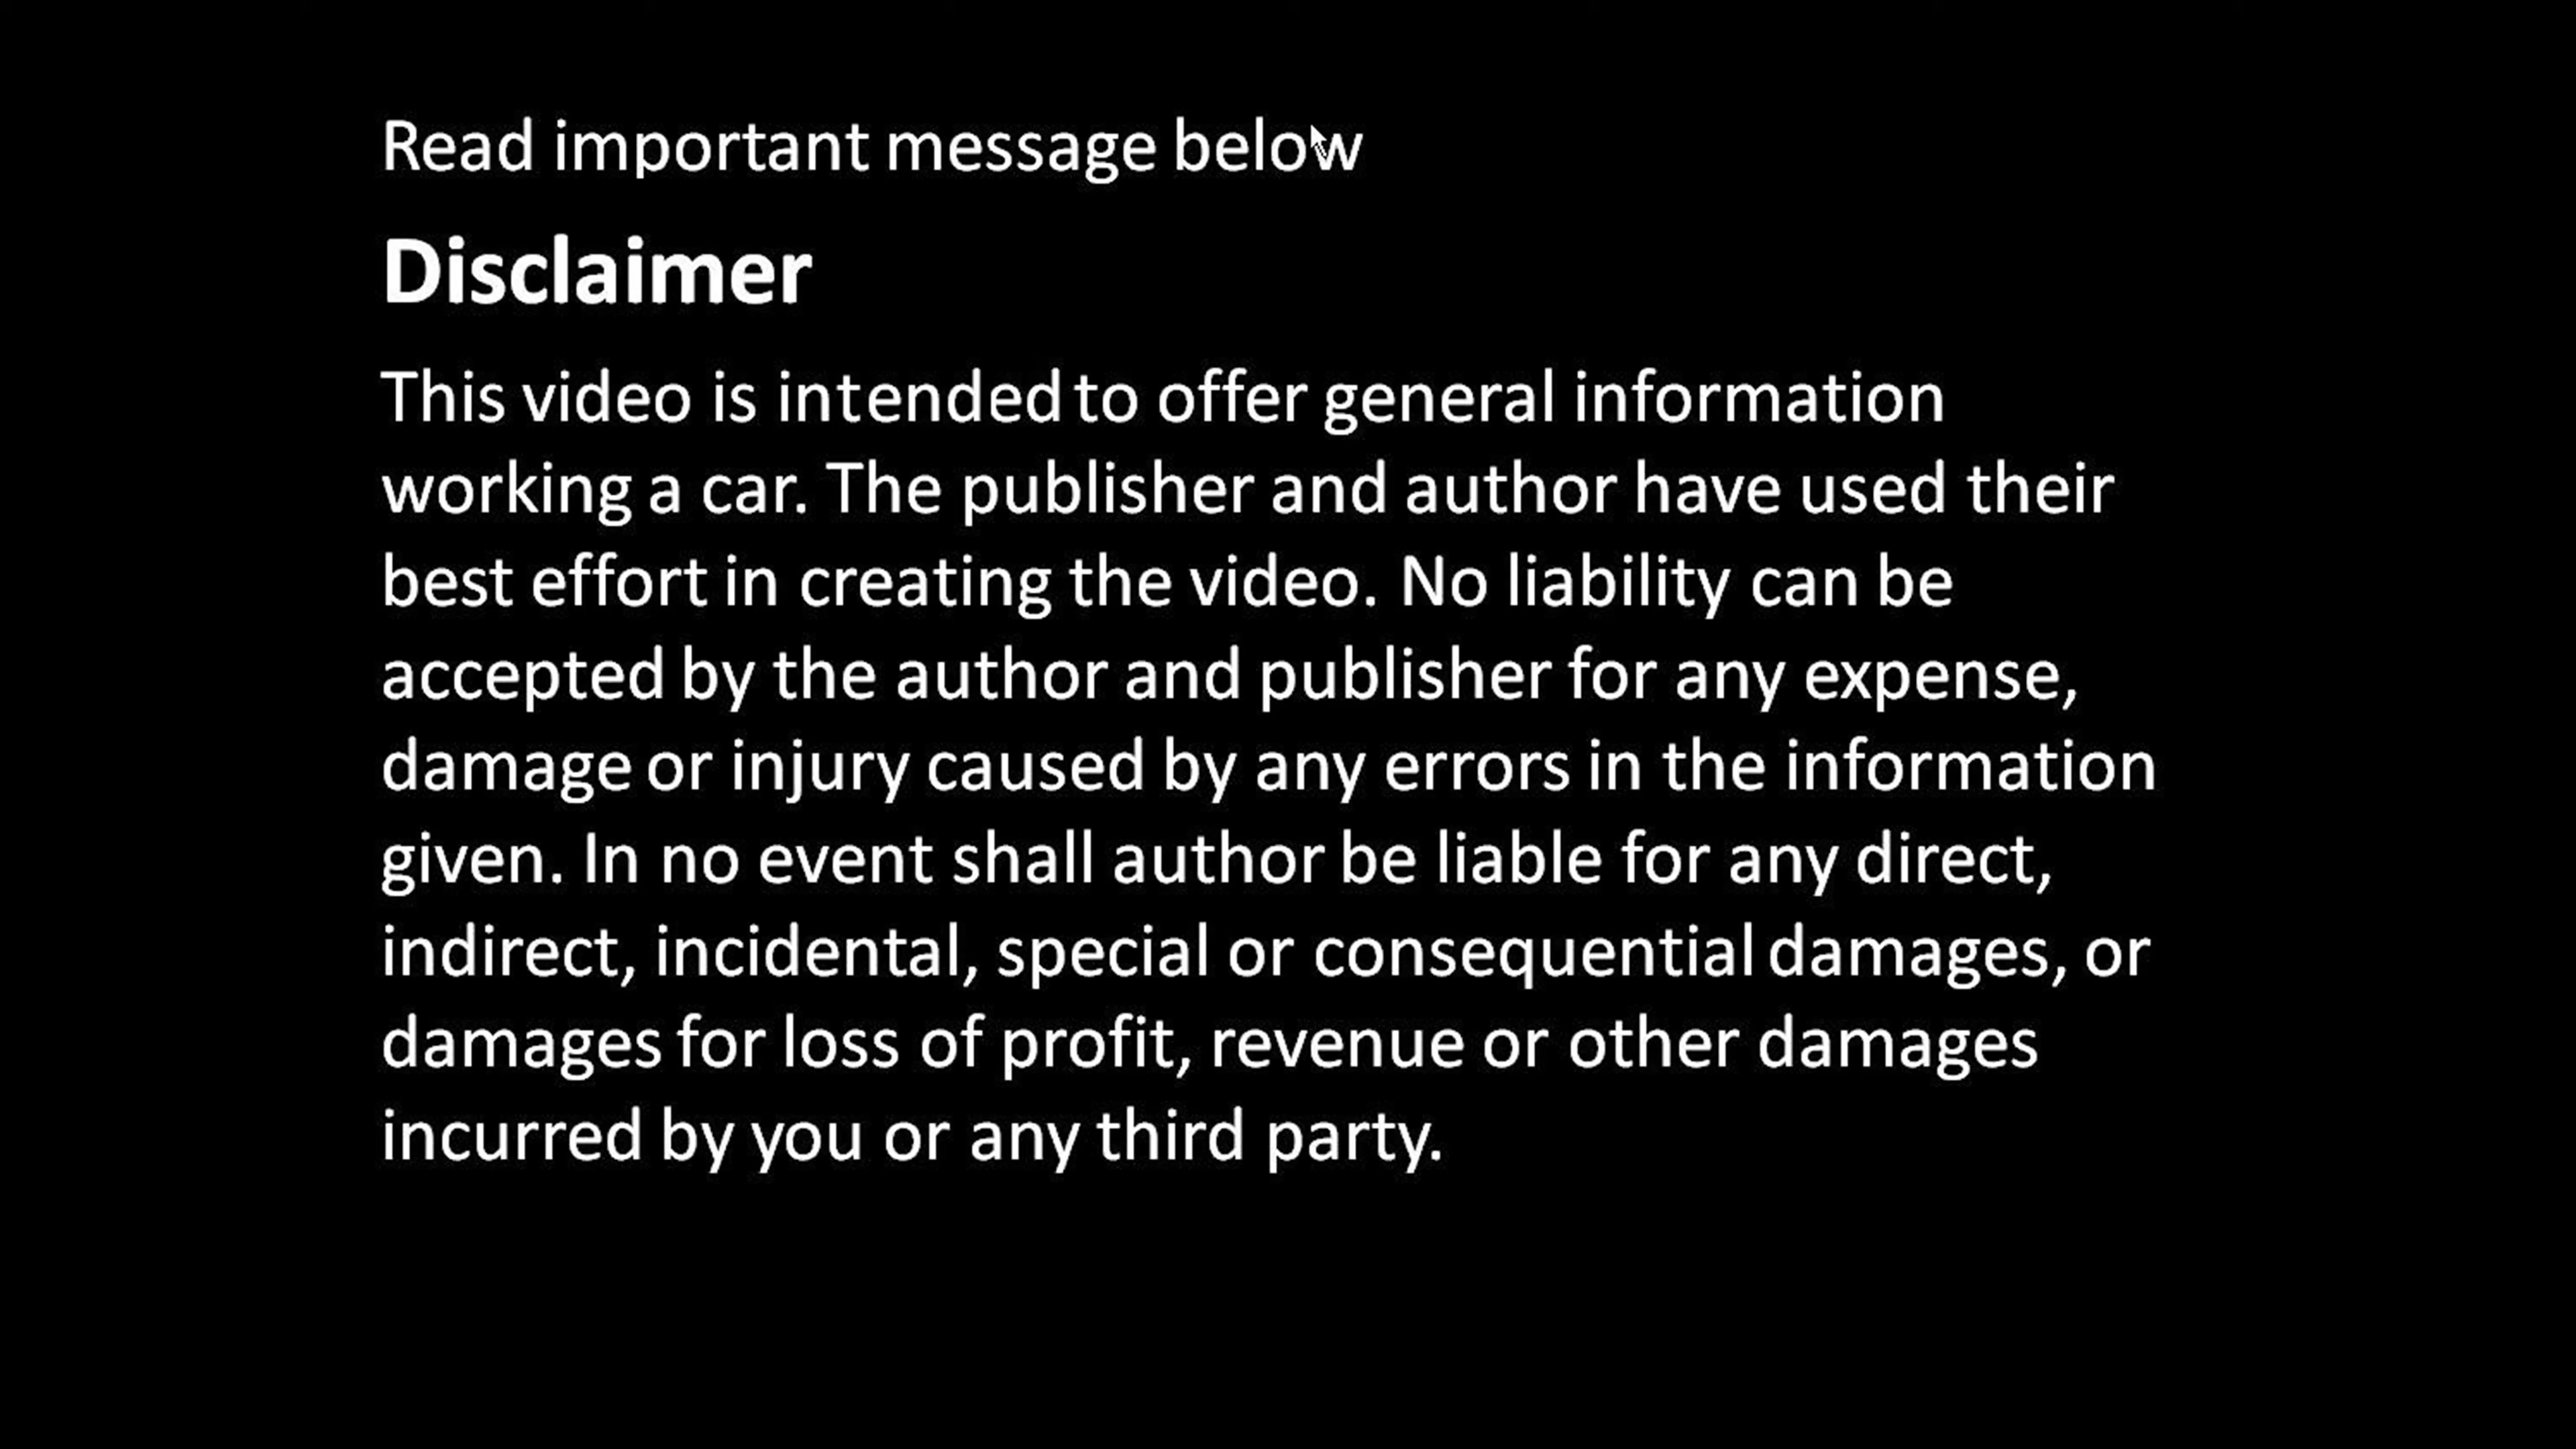 Read important message below
Disclaimer
This video is intended to offer general information
working a car. The publisher and author have used their
best effort in creating the video. No liability can be
accepted by the author and publisher for any expense,
damage or injury caused by any errors in the information
given. In no event shall author be liable for any direct,
indirect, incidental, special or consequential damages, or
damages for loss of profit, revenue or other damages
incurred by you or any third party.